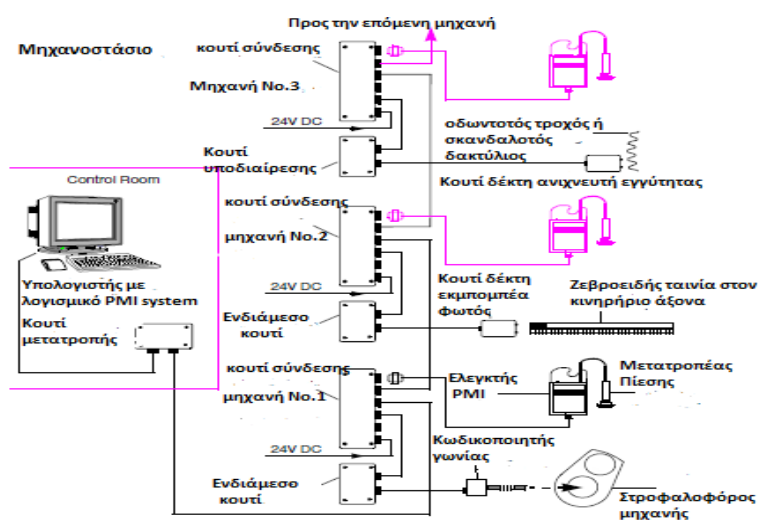 Προς την επόμενη μηχανή
Μηχανοστάσιο
κουτί σύνδεσης
Μηχανή Νο.3
24V DC
οδωντοτός τροχός ή
σκανδαλοτός
δακτύλιος
Κουτί
υποδιαίρεσης
Κουτί δέκτη ανιχνευτή εγγύτητας
Control Room
κουτί σύνδεσης
μηχανή Νο.2
Υπολογιστής με
λογισμικό PMI system
24V DC
Κουτί δέκτη
εκμπομπέα
φωτός
Ζεβροειδής ταινία στον
κινηρήριο άξονα
Κουτί
μετατροπής
Ενδιάμεσο
κουτί
κουτί σύνδεσης
μηχανή Νο.1
Ελεγκτής
PMI
Μετατροπέας
Πίεσης
24V DC
Κωδικοποιητής
γωνίας
Ενδιάμεσο
κουτί
Στροφαλοφόρος
μηχανής